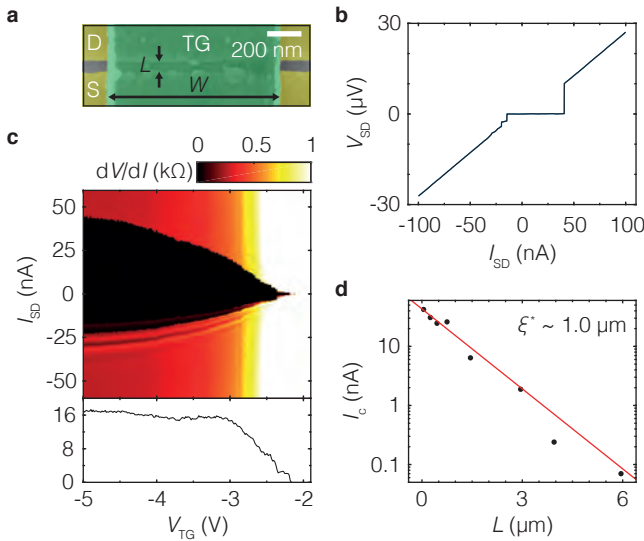 a
D
TG
200 nm
L
S
W
b
V_SD (µV)
30
0
-30
-100
-50
0
50
100
I_SD (nA)
c
dV/dI (kΩ)
0
0.5
1
I_SD (nA)
50
25
0
-25
-50
16
8
0
-5
-4
-3
-2
V_TG (V)
d
ξ* ~ 1.0 µm
I_c (nA)
10
1
0.1
0
3
6
L (µm)